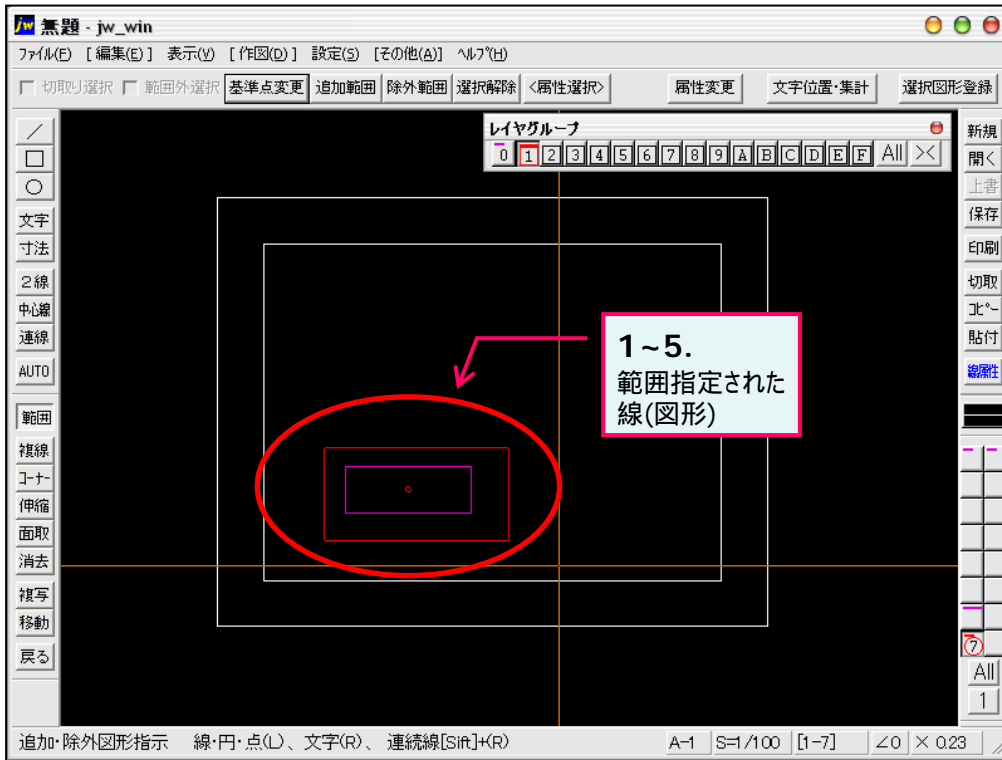 jw 無題 - jw_win
ﾌｧｲﾙ(F) [編集(E)] 表示(V) [作図(D)] 設定(S) [その他(A)] ﾍﾙﾌﾟ(H)
切取り選択 範囲外選択 基準点変更 追加範囲 除外範囲 選択解除 <属性選択> 属性変更 文字位置・集計 選択図形登録
レイヤグループ
0 1 2 3 4 5 6 7 8 9 A B C D E F All ><
文字
寸法
２線
中心線
連線
AUTO
範囲
複線
ｺｰﾅｰ
伸縮
面取
消去
複写
移動
戻る
1~5.
範囲指定された
線(図形)
新規
開く
上書
保存
印刷
切取
ｺﾋﾟｰ
貼付
線属性
7
All
1
追加・除外図形指示 線・円・点(L)、文字(R)、 連続線[Sift]+(R)
A-1 S=1/100 [1-7] ∠0 × 0.23